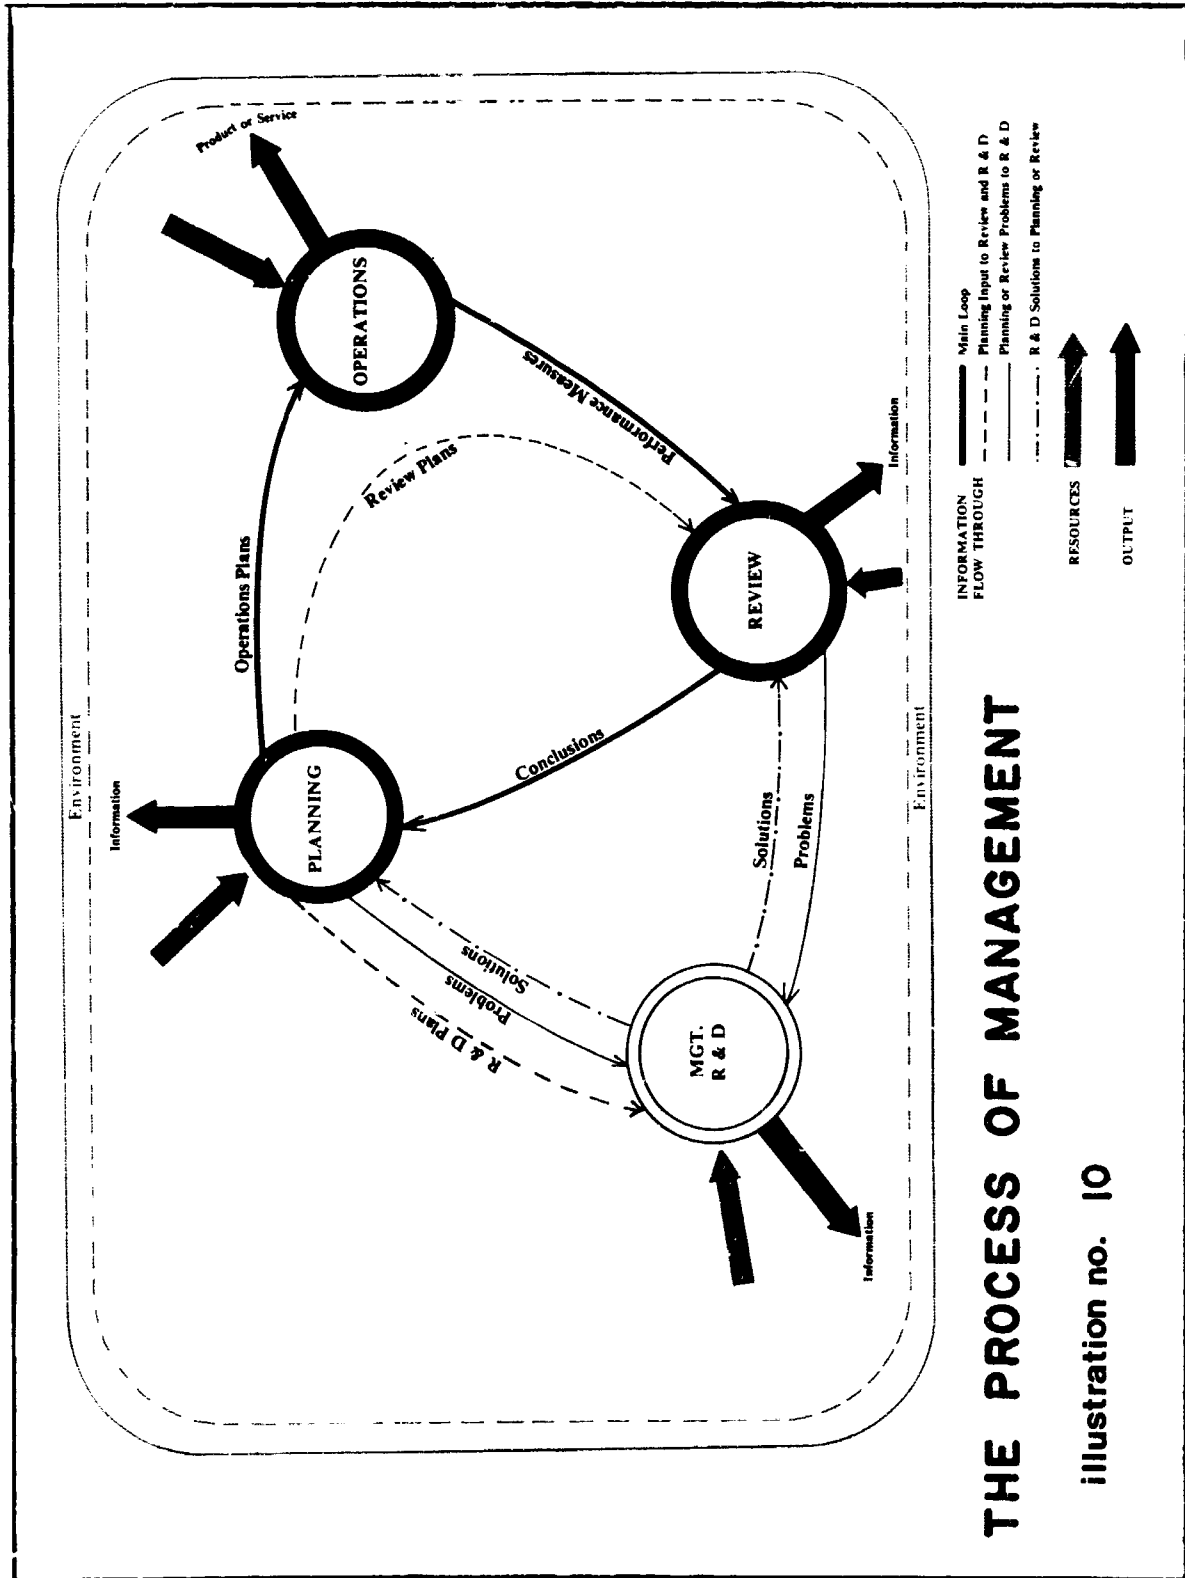 Environment
Information
Product or Service
PLANNING
Operations Plans
OPERATIONS
Review Plans
R & D Plans
Problems
Solutions
Conclusions
Performance Measures
MGT.
R & D
Solutions
Problems
REVIEW
Information
Information
Environment
THE PROCESS OF MANAGEMENT
illustration no. 10
INFORMATION
FLOW THROUGH
Main Loop
Planning Input to Review and R & D
Planning or Review Problems to R & D
R & D Solutions to Planning or Review
RESOURCES
OUTPUT